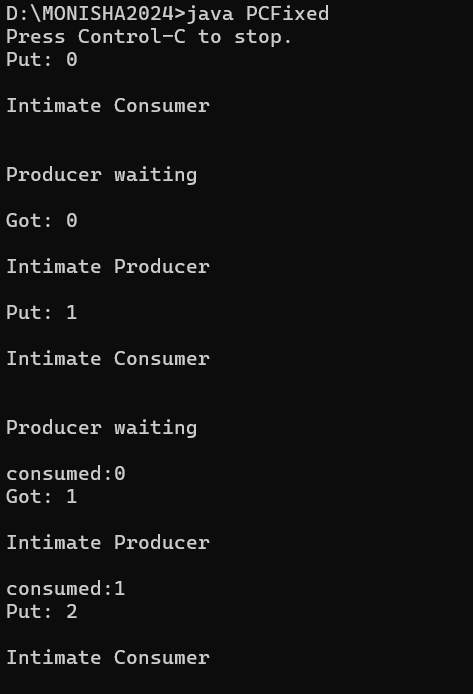 D:\MONISHA2024>java PCFixed
Press Control-C to stop.
Put: 0
Intimate Consumer
Producer waiting
Got: 0
Intimate Producer
Put: 1
Intimate Consumer
Producer waiting
consumed:0
Got: 1
Intimate Producer
consumed:1
Put: 2
Intimate Consumer